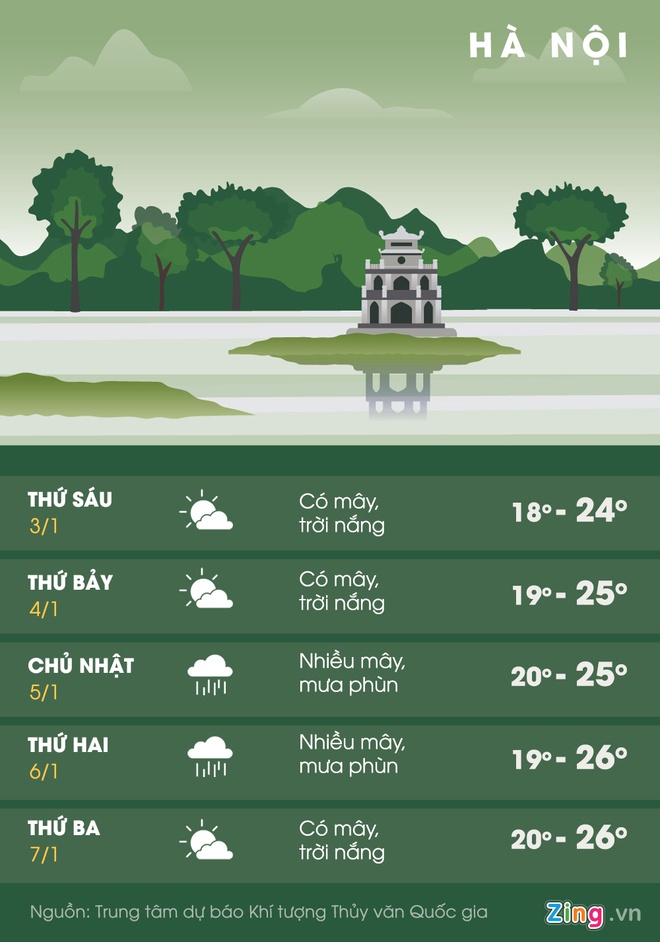 HÀ NỘI
THỨ SÁU
3/1
Có mây,
trời nắng
18° - 24°
THỨ BẢY
4/1
Có mây,
trời nắng
19° - 25°
CHỦ NHẬT
5/1
Nhiều mây,
mưa phùn
20° - 25°
THỨ HAI
6/1
Nhiều mây,
mưa phùn
19° - 26°
THỨ BA
7/1
Có mây,
trời nắng
20° - 26°
Nguồn: Trung tâm dự báo Khí tượng Thủy văn Quốc gia
Zing.vn